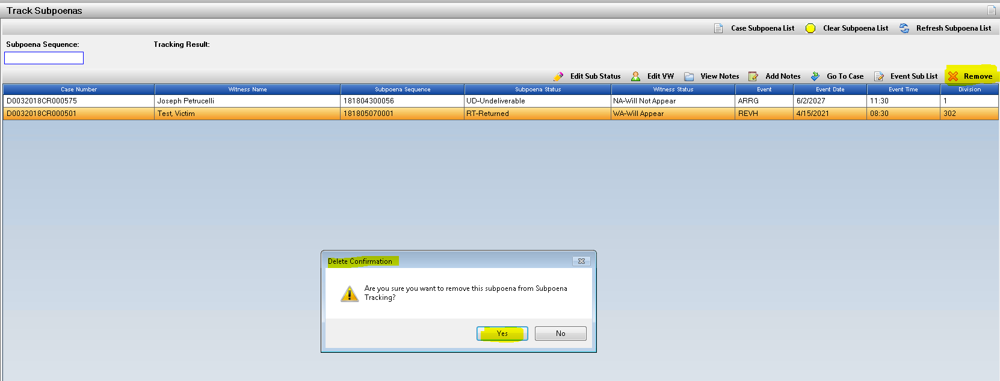 Track Subpoenas
Case Subpoena List Clear Subpoena List Refresh Subpoena List
Subpoena Sequence: Tracking Result:
Edit Sub Status Edit VW View Notes Add Notes Go To Case Event Sub List Remove
Case Number Witness Name Subpoena Sequence Subpoena Status Witness Status Event Event Date Event Time Division
D0032018CR000575 Joseph Petrucelli 181804300056 UD-Undeliverable NA-Will Not Appear ARRG 6/2/2027 11:30 1
D0032018CR000501 Test, Victim 181805070001 RT-Returned WA-Will Appear REVH 4/15/2021 08:30 302
Delete Confirmation
Are you sure you want to remove this subpoena from Subpoena
Tracking?
Yes No